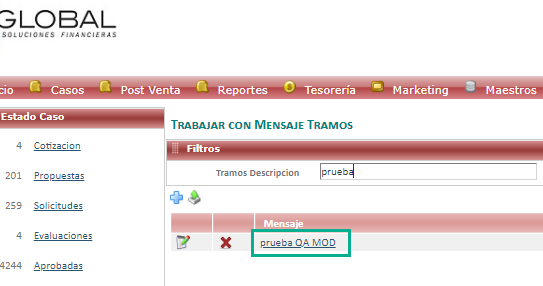 GLOBAL
SOLUCIONES FINANCIERAS
cio Casos Post Venta Reportes Tesorería Marketing Maestros
Estado Caso
4 Cotizacion
201 Propuestas
259 Solicitudes
4 Evaluaciones
4244 Aprobadas
Trabajar con Mensaje Tramos
Filtros
Tramos Descripcion prueba
Mensaje
prueba QA MOD